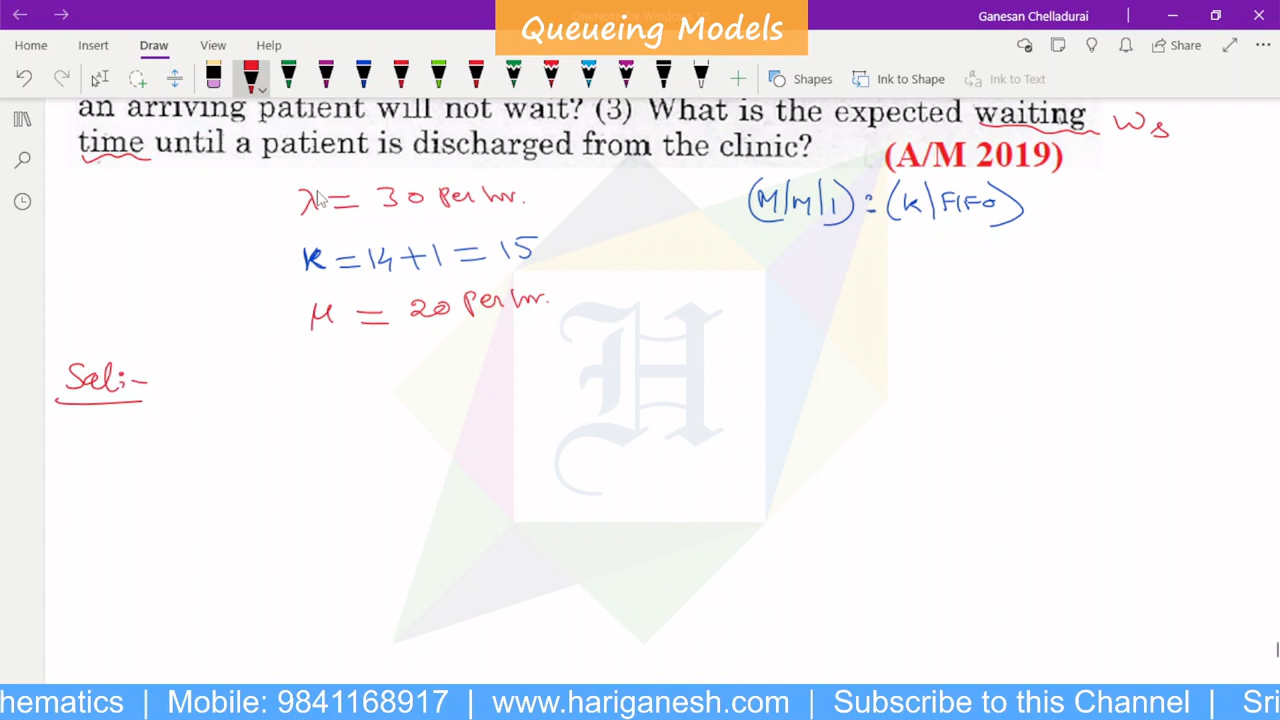 Queueing Models
Ganesan Chelladurai
Home Insert Draw View Help
Share
Shapes
Ink to Shape
Ink to Text
an arriving patient will not wait? (3) What is the expected waiting
time until a patient is discharged from the clinic?
Ws
(A/M 2019)
λ = 30 Per hr.
(M/M/1) : (K/FIFO)
K = 14 + 1 = 15
μ = 20 Per hr.
Sol:-
H
hematics | Mobile: 9841168917 | www.hariganesh.com | Subscribe to this Channel | Sri